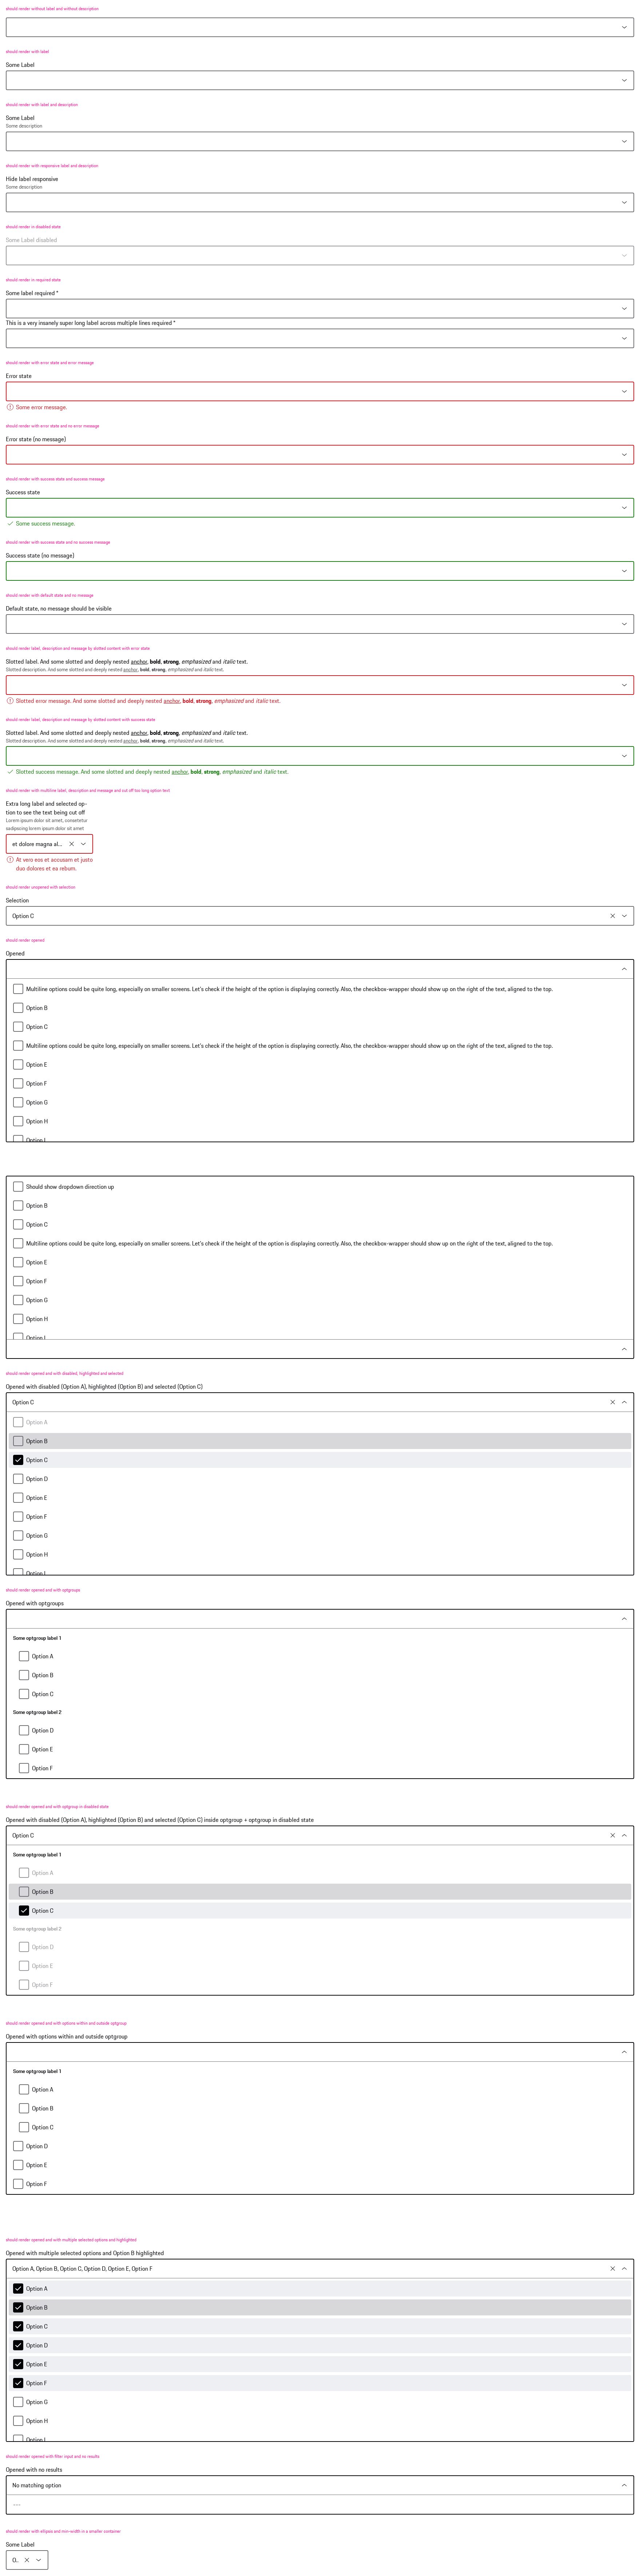 should render without label and without description
should render with label
Some Label
should render with label and description
Some Label
Some description
should render with responsive label and description
Hide label responsive
Some description
should render in disabled state
Some Label disabled
should render in required state
Some label required *
This is a very insanely super long label across multiple lines required *
should render with error state and error message
Error state
Some error message.
should render with error state and no error message
Error state (no message)
should render with success state and success message
Success state
Some success message.
should render with success state and no success message
Success state (no message)
should render with default state and no message
Default state, no message should be visible
should render label, description and message by slotted content with error state
Slotted label. And some slotted and deeply nested anchor, bold, strong, emphasized and italic text.
Slotted description. And some slotted and deeply nested anchor, bold, strong, emphasized and italic text.
Slotted error message. And some slotted and deeply nested anchor, bold, strong, emphasized and italic text.
should render label, description and message by slotted content with success state
Slotted label. And some slotted and deeply nested anchor, bold, strong, emphasized and italic text.
Slotted description. And some slotted and deeply nested anchor, bold, strong, emphasized and italic text.
Slotted success message. And some slotted and deeply nested anchor, bold, strong, emphasized and italic text.
should render with multiline label, description and message and cut off too long option text
Extra long label and selected op-
tion to see the text being cut off
Lorem ipsum dolor sit amet, consetetur
sadipscing lorem ipsum dolor sit amet
et dolore magna al...
At vero eos et accusam et justo
duo dolores et ea rebum.
should render unopened with selection
Selection
Option C
should render opened
Opened
Multiline options could be quite long, especially on smaller screens. Let's check if the height of the option is displaying correctly. Also, the checkbox-wrapper should show up on the right of the text, aligned to the top.
Option B
Option C
Multiline options could be quite long, especially on smaller screens. Let's check if the height of the option is displaying correctly. Also, the checkbox-wrapper should show up on the right of the text, aligned to the top.
Option E
Option F
Option G
Option H
Option I
Should show dropdown direction up
Option B
Option C
Multiline options could be quite long, especially on smaller screens. Let's check if the height of the option is displaying correctly. Also, the checkbox-wrapper should show up on the right of the text, aligned to the top.
Option E
Option F
Option G
Option H
Option I
should render opened and with disabled, highlighted and selected
Opened with disabled (Option A), highlighted (Option B) and selected (Option C)
Option C
Option A
Option B
Option C
Option D
Option E
Option F
Option G
Option H
Option I
should render opened and with optgroups
Opened with optgroups
Some optgroup label 1
Option A
Option B
Option C
Some optgroup label 2
Option D
Option E
Option F
should render opened and with optgroup in disabled state
Opened with disabled (Option A), highlighted (Option B) and selected (Option C) inside optgroup + optgroup in disabled state
Option C
Some optgroup label 1
Option A
Option B
Option C
Some optgroup label 2
Option D
Option E
Option F
should render opened and with options within and outside optgroup
Opened with options within and outside optgroup
Some optgroup label 1
Option A
Option B
Option C
Option D
Option E
Option F
should render opened and with multiple selected options and highlighted
Opened with multiple selected options and Option B highlighted
Option A, Option B, Option C, Option D, Option E, Option F
Option A
Option B
Option C
Option D
Option E
Option F
Option G
Option H
Option I
should render opened with filter input and no results
Opened with no results
No matching option
---
should render with ellipsis and min-width in a smaller container
Some Label
O...